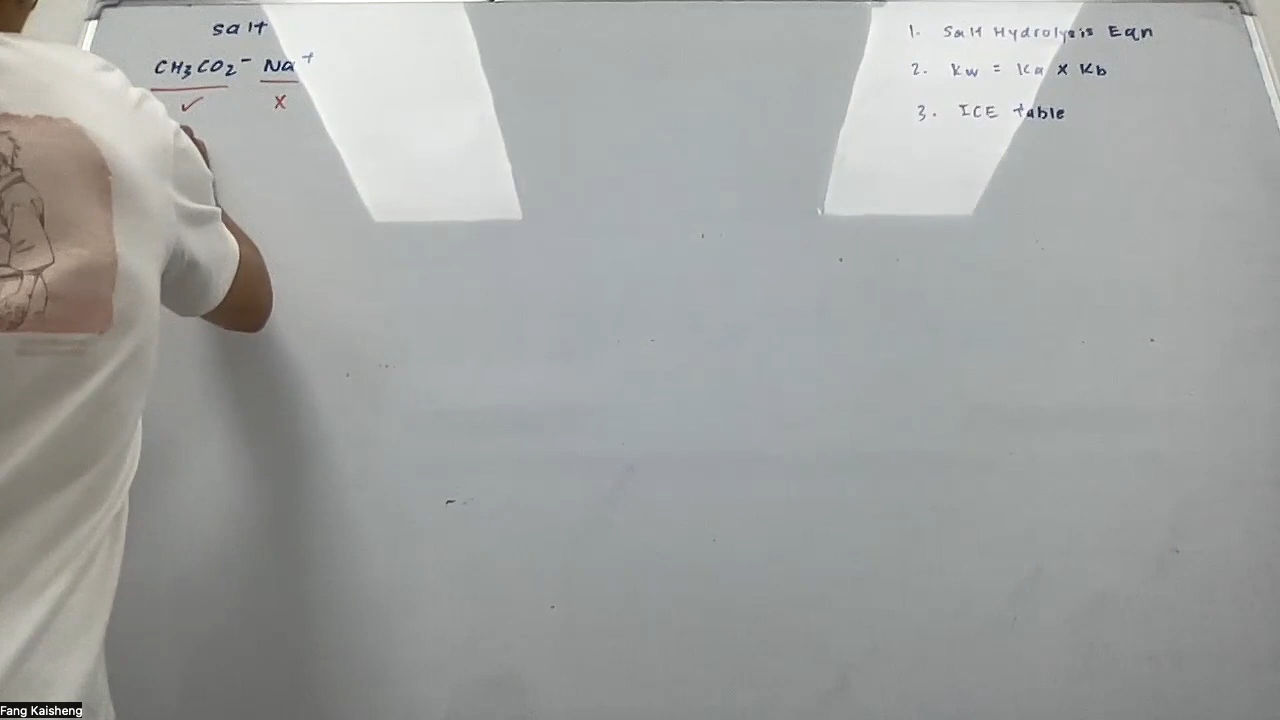 salt
CH3CO2⁻ Na⁺
✓ x
1. Salt Hydrolysis Eqn
2. Kw = Ka x Kb
3. ICE table
Fang Kaisheng